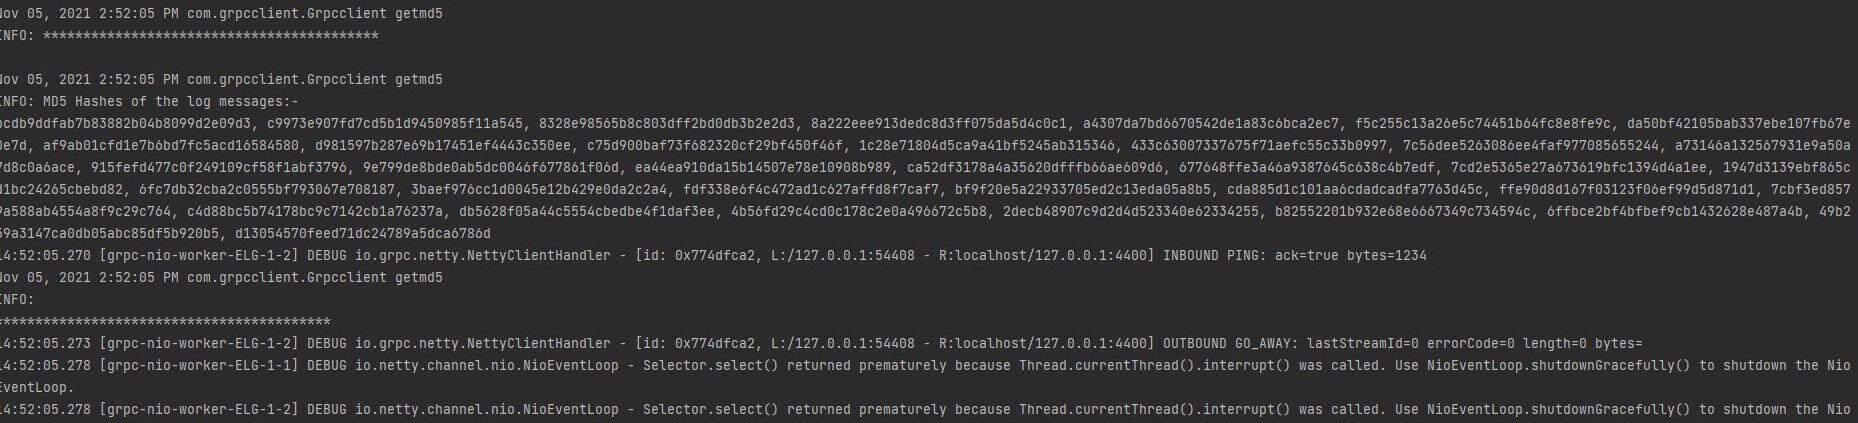 Nov 05, 2021 2:52:05 PM com.grpcclient.Grpcclient getmd5
INFO: ******************************************
Nov 05, 2021 2:52:05 PM com.grpcclient.Grpcclient getmd5
INFO: MD5 Hashes of the log messages:-
bcdb9ddfab7b83882b04b8099d2e09d3, c9973e907fd7cd5b1d9450985f11a545, 8328e98565b8c803dff2bd0db3b2e2d3, 8a222eee913dedc8d3ff075da5d4c0c1, a4307da7bd6670542de1a83c6bca2ec7, f5c255c13a26e5c74451b64fc8e8fe9c, da50bf42105bab337ebe107fb67e
0e7d, af9ab01cfd1e7b6bd7fc5acd16584580, d981597b287e69b17451ef4443c350ee, c75d900baf73f682320cf29bf450f46f, 1c28e71804d5ca9a41bf5245ab315346, 433c63007337675f71aefc55c33b0997, 7c56dee5263086ee4faf977085655244, a73146a132567931e9a50a
7d8c0a6ace, 915fefd477c0f249109cf58f1abf3796, 9e799de8bde0ab5dc0046f677861f06d, ea44ea910da15b14507e78e10908b989, ca52df3178a4a35620dfffb66ae609d6, 677648ffe3a46a9387645c638c4b7edf, 7cd2e5365e27a673619bfc1394d4a1ee, 1947d3139ebf865c
d1bc24265cbebd82, 6fc7db32cba2c0555bf793067e708187, 3baef976cc1d0045e12b429e0da2c2a4, fdf338e6f4c472ad1c627affd8f7caf7, bf9f20e5a22933705ed2c13eda05a8b5, cda885d1c101aa6cdadcadfa7763d45c, ffe90d8d167f03123f06ef99d5d871d1, 7cbf3ed857
9a588ab4554a8f9c29c764, c4d88bc5b74178bc9c7142cb1a76237a, db5628f05a44c5554cbedbe4f1daf3ee, 4b56fd29c4cd0c178c2e0a496672c5b8, 2decb48907c9d2d4d523340e62334255, b82552201b932e68e6667349c734594c, 6ffbce2bf4bfbef9cb1432628e487a4b, 49b2
59a3147ca0db05abc85df5b920b5, d13054570feed71dc24789a5dca6786d
14:52:05.270 [grpc-nio-worker-ELG-1-2] DEBUG io.grpc.netty.NettyClientHandler - [id: 0x774dfca2, L:/127.0.0.1:54408 - R:localhost/127.0.0.1:4400] INBOUND PING: ack=true bytes=1234
Nov 05, 2021 2:52:05 PM com.grpcclient.Grpcclient getmd5
INFO:
******************************************
14:52:05.273 [grpc-nio-worker-ELG-1-2] DEBUG io.grpc.netty.NettyClientHandler - [id: 0x774dfca2, L:/127.0.0.1:54408 - R:localhost/127.0.0.1:4400] OUTBOUND GO_AWAY: lastStreamId=0 errorCode=0 length=0 bytes=
14:52:05.278 [grpc-nio-worker-ELG-1-1] DEBUG io.netty.channel.nio.NioEventLoop - Selector.select() returned prematurely because Thread.currentThread().interrupt() was called. Use NioEventLoop.shutdownGracefully() to shutdown the Nio
EventLoop.
14:52:05.278 [grpc-nio-worker-ELG-1-2] DEBUG io.netty.channel.nio.NioEventLoop - Selector.select() returned prematurely because Thread.currentThread().interrupt() was called. Use NioEventLoop.shutdownGracefully() to shutdown the Nio